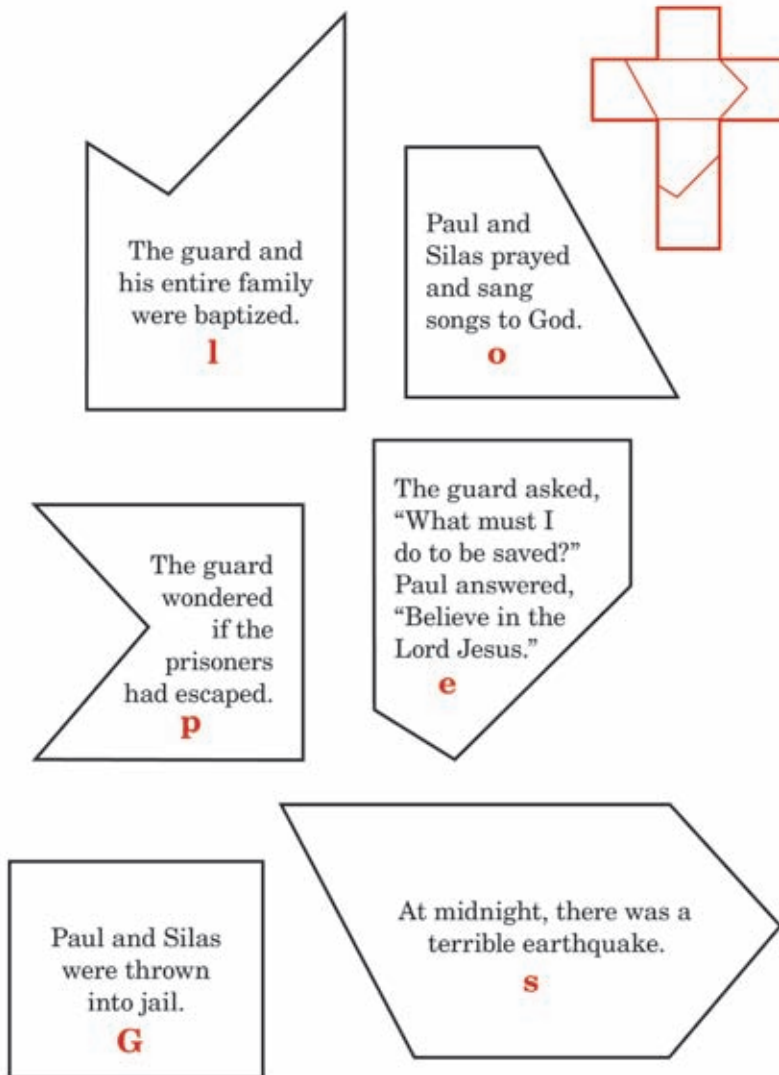 The guard and
his entire family
were baptized.
l
Paul and
Silas prayed
and sang
songs to God.
o
The guard
wondered
if the
prisoners
had escaped.
p
The guard asked,
“What must I
do to be saved?”
Paul answered,
“Believe in the
Lord Jesus.”
e
Paul and Silas
were thrown
into jail.
G
At midnight, there was a
terrible earthquake.
s